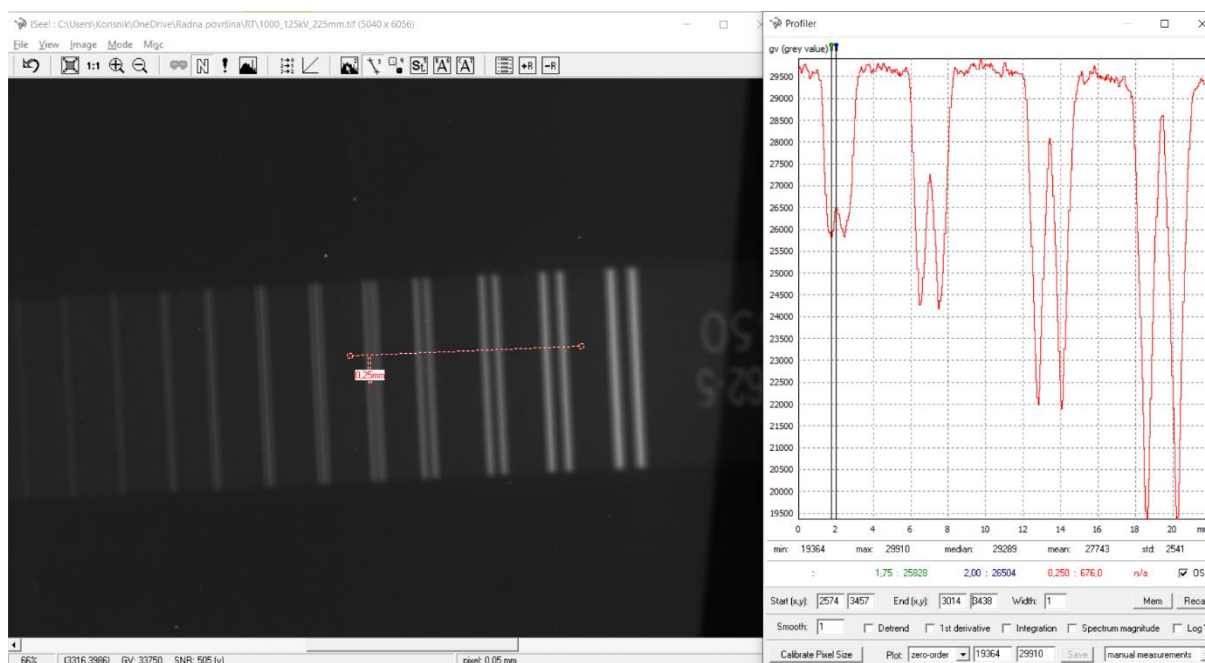 ISee! : C:\Users\Korisnik\OneDrive\Radna površina\RT\1000_125kV_225mm.tif (5040 x 6056)
File View Image Mode Misc
1:1
0,25mm
50
62-5
66% (3316,3986) GV: 33750 SNR: 505 (v) pixel: 0.05 mm
Profiler
gv (grey value)
29500
29000
28500
28000
27500
27000
26500
26000
25500
25000
24500
24000
23500
23000
22500
22000
21500
21000
20500
20000
19500
0 2 4 6 8 10 12 14 16 18 20 m
min: 19364 max: 29910 median: 29289 mean: 27743 std: 2541
: 1,75 : 25828 2,00 : 26504 0,250 : 676,0 n/a OS
Start (x,y): 2574 3457 End (x,y): 3014 3438 Width: 1 Mem Reca
Smooth: 1 Detrend 1st derivative Integration Spectrum magnitude Log
Calibrate Pixel Size Plot: zero-order 19364 29910 Save manual measurements